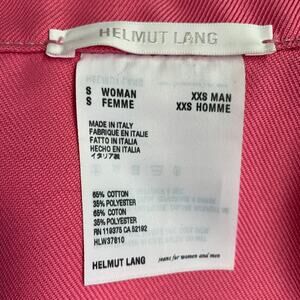 HELMUT LANG
S WOMAN XXS MAN
S FEMME XXS HOMME
MADE IN ITALY
FABRIQUE EN ITALIE
FATTO IN ITALIA
HECHO EN ITALIA
イタリア製
65% COTTON
35% POLYESTER
65% COTON
35% POLYESTER
RN 119375 CA 52192
HLW37810
HELMUT LANG jeans for women and men